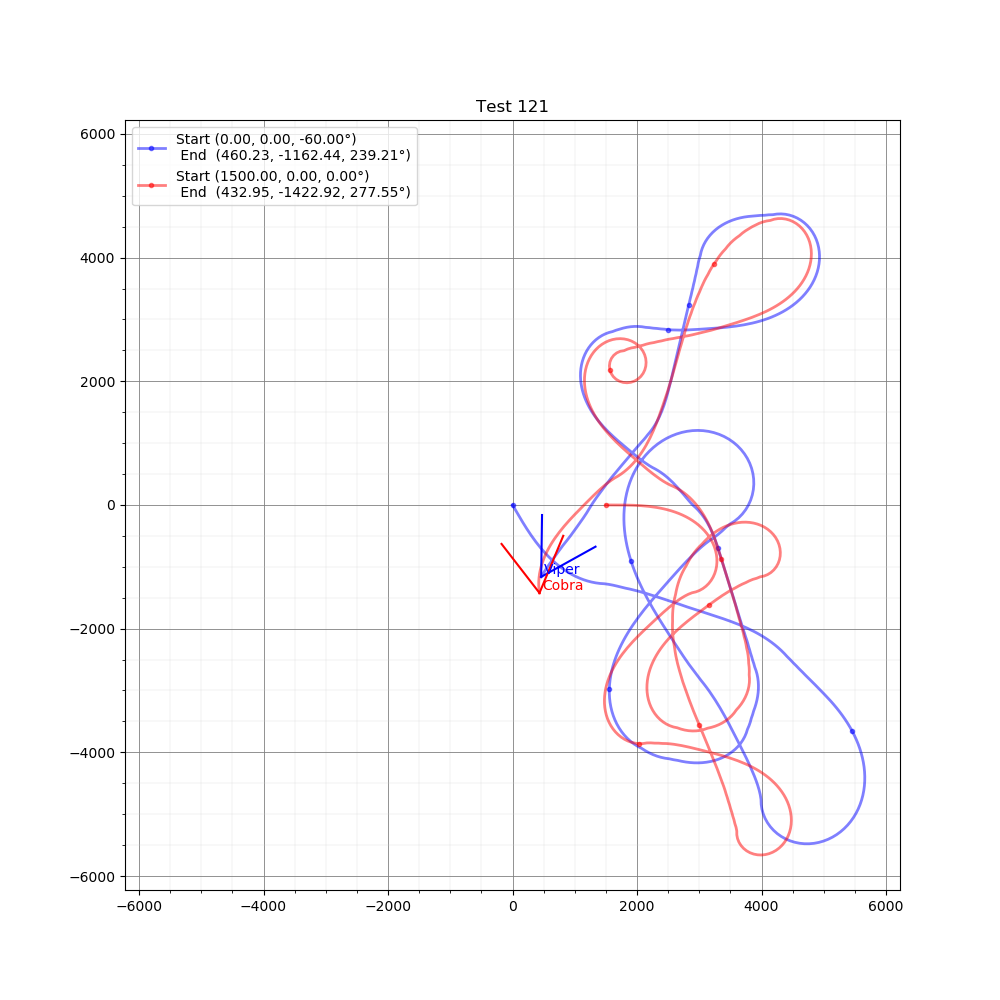 Test 121
Start (0.00, 0.00, -60.00°)
End (460.23, -1162.44, 239.21°)
Start (1500.00, 0.00, 0.00°)
End (432.95, -1422.92, 277.55°)
6000
4000
2000
0
−2000
−4000
−6000
Viper
Cobra
−6000 −4000 −2000 0 2000 4000 6000